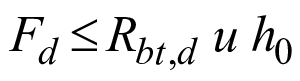 F_d ≤ R_{bt,d} u h_0